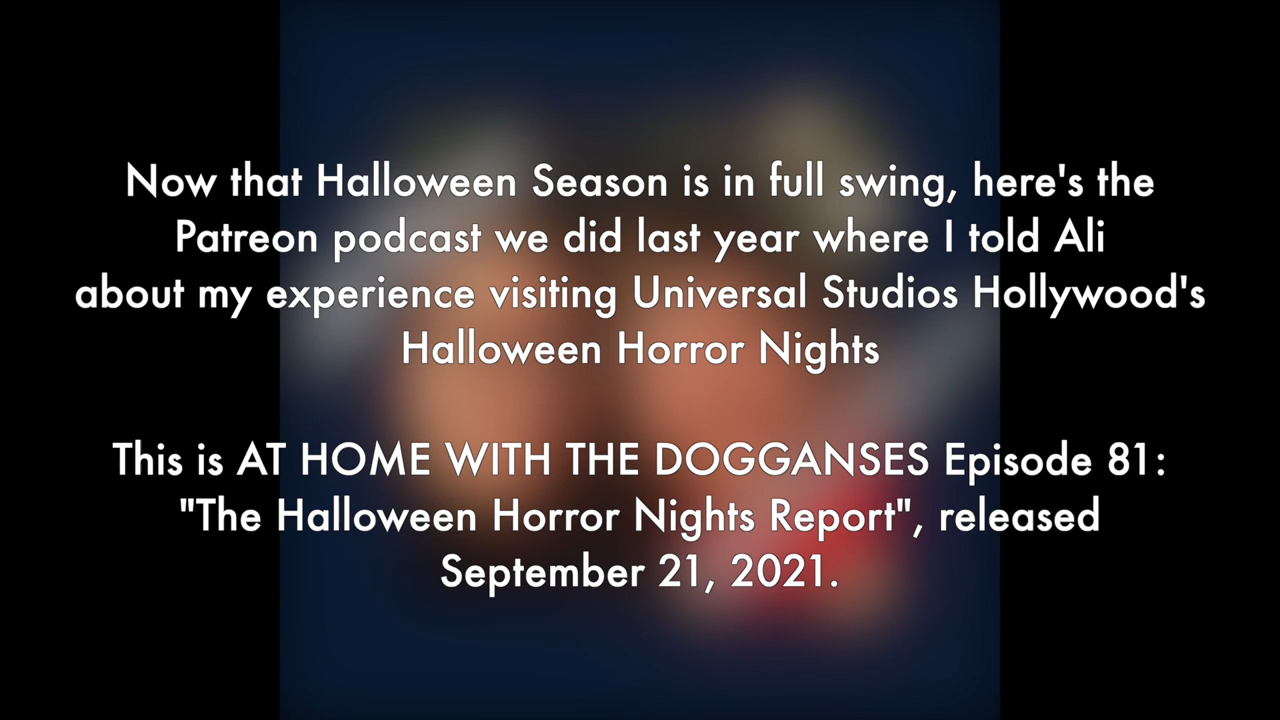 Now that Halloween Season is in full swing, here's the
Patreon podcast we did last year where I told Ali
about my experience visiting Universal Studios Hollywood's
Halloween Horror Nights
This is AT HOME WITH THE DOGGANSES Episode 81:
"The Halloween Horror Nights Report", released
September 21, 2021.